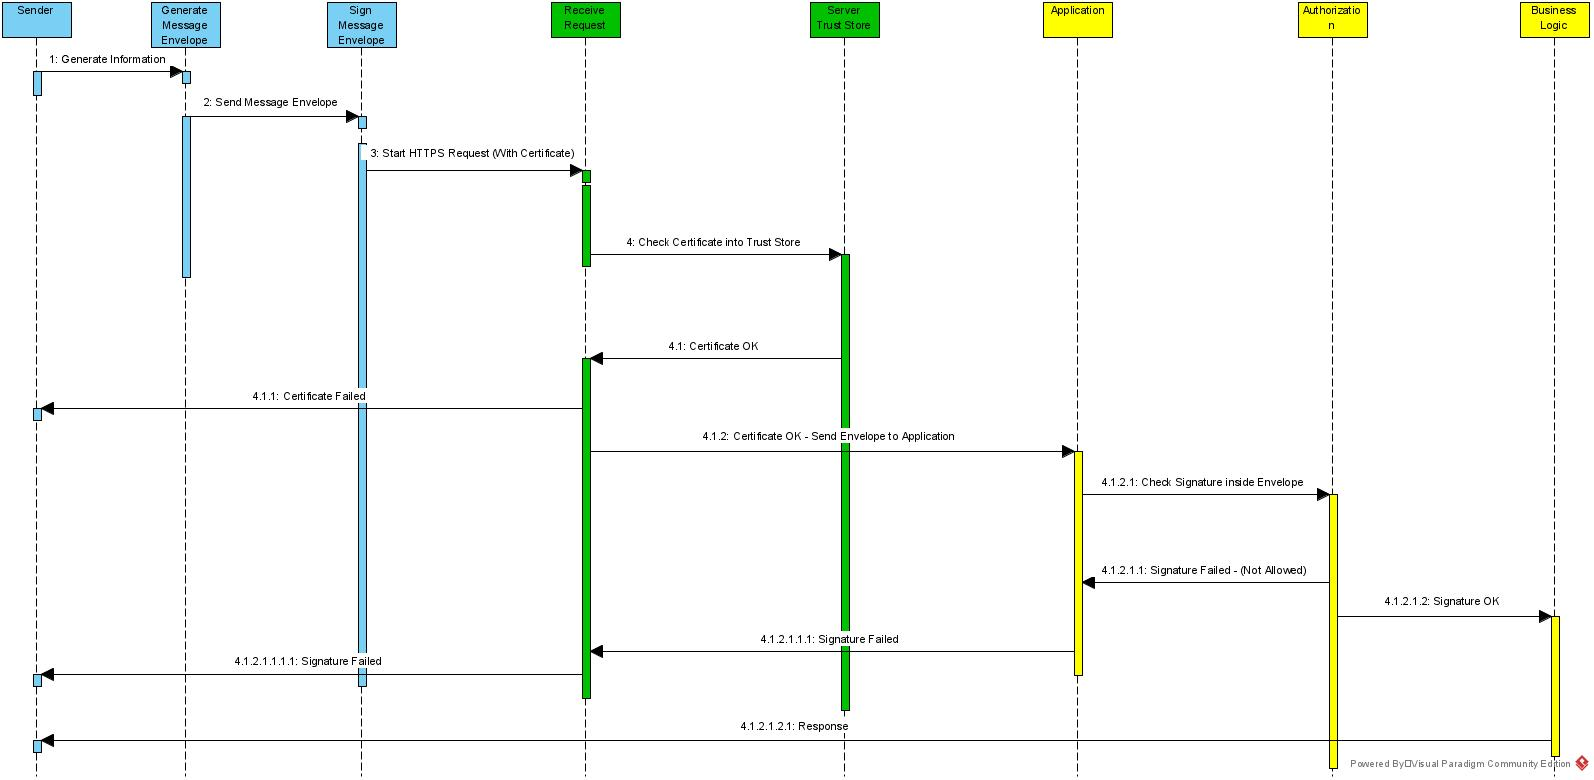 Sender
Generate
Message
Envelope
Sign
Message
Envelope
Receive
Request
Server
Trust Store
Application
Authorizatio
n
Business
Logic
1: Generate Information
2: Send Message Envelope
3: Start HTTPS Request (With Certificate)
4: Check Certificate into Trust Store
4.1: Certificate OK
4.1.1: Certificate Failed
4.1.2: Certificate OK - Send Envelope to Application
4.1.2.1: Check Signature inside Envelope
4.1.2.1.1: Signature Failed - (Not Allowed)
4.1.2.1.2: Signature OK
4.1.2.1.1.1: Signature Failed
4.1.2.1.1.1.1: Signature Failed
4.1.2.1.2.1: Response
Powered By Visual Paradigm Community Edition